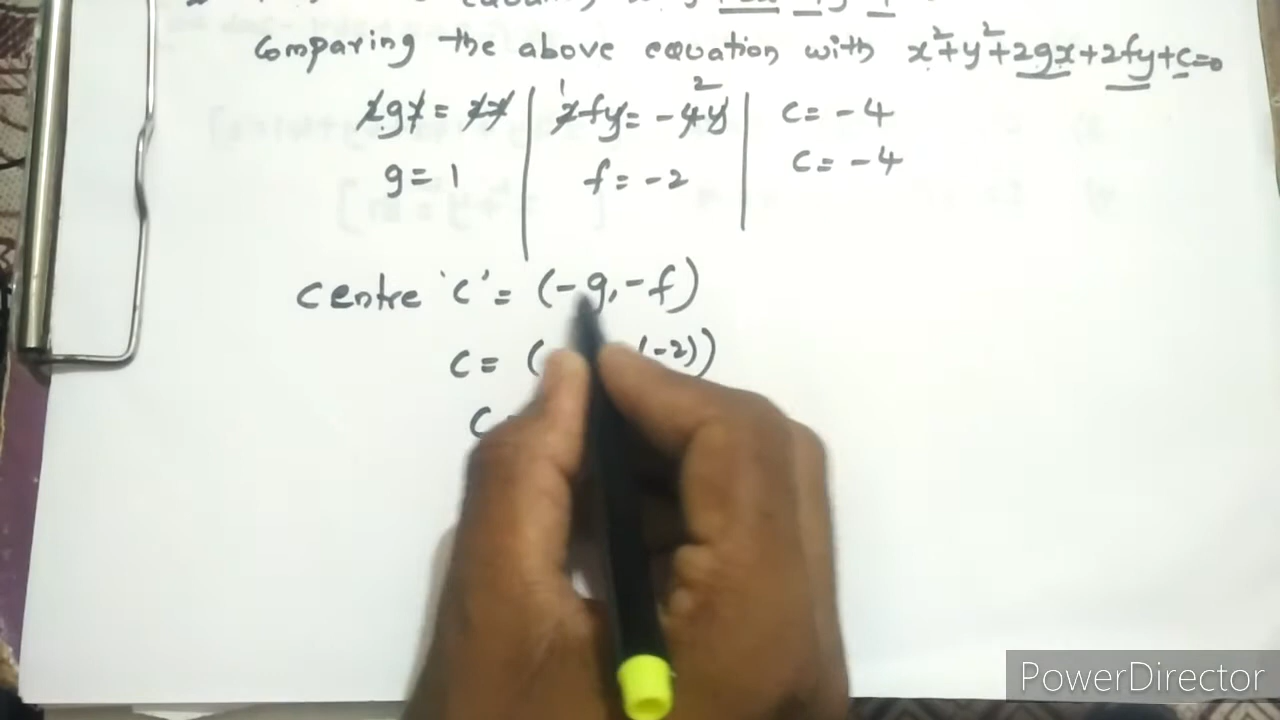 Comparing the above equation with x²+y²+2gx+2fy+c=0
2gx = 2x | 2fy = -4y | c = -4
g = 1 | f = -2 | c = -4
centre 'c' = (-g, -f)
c = ( (-2))
c =
PowerDirector